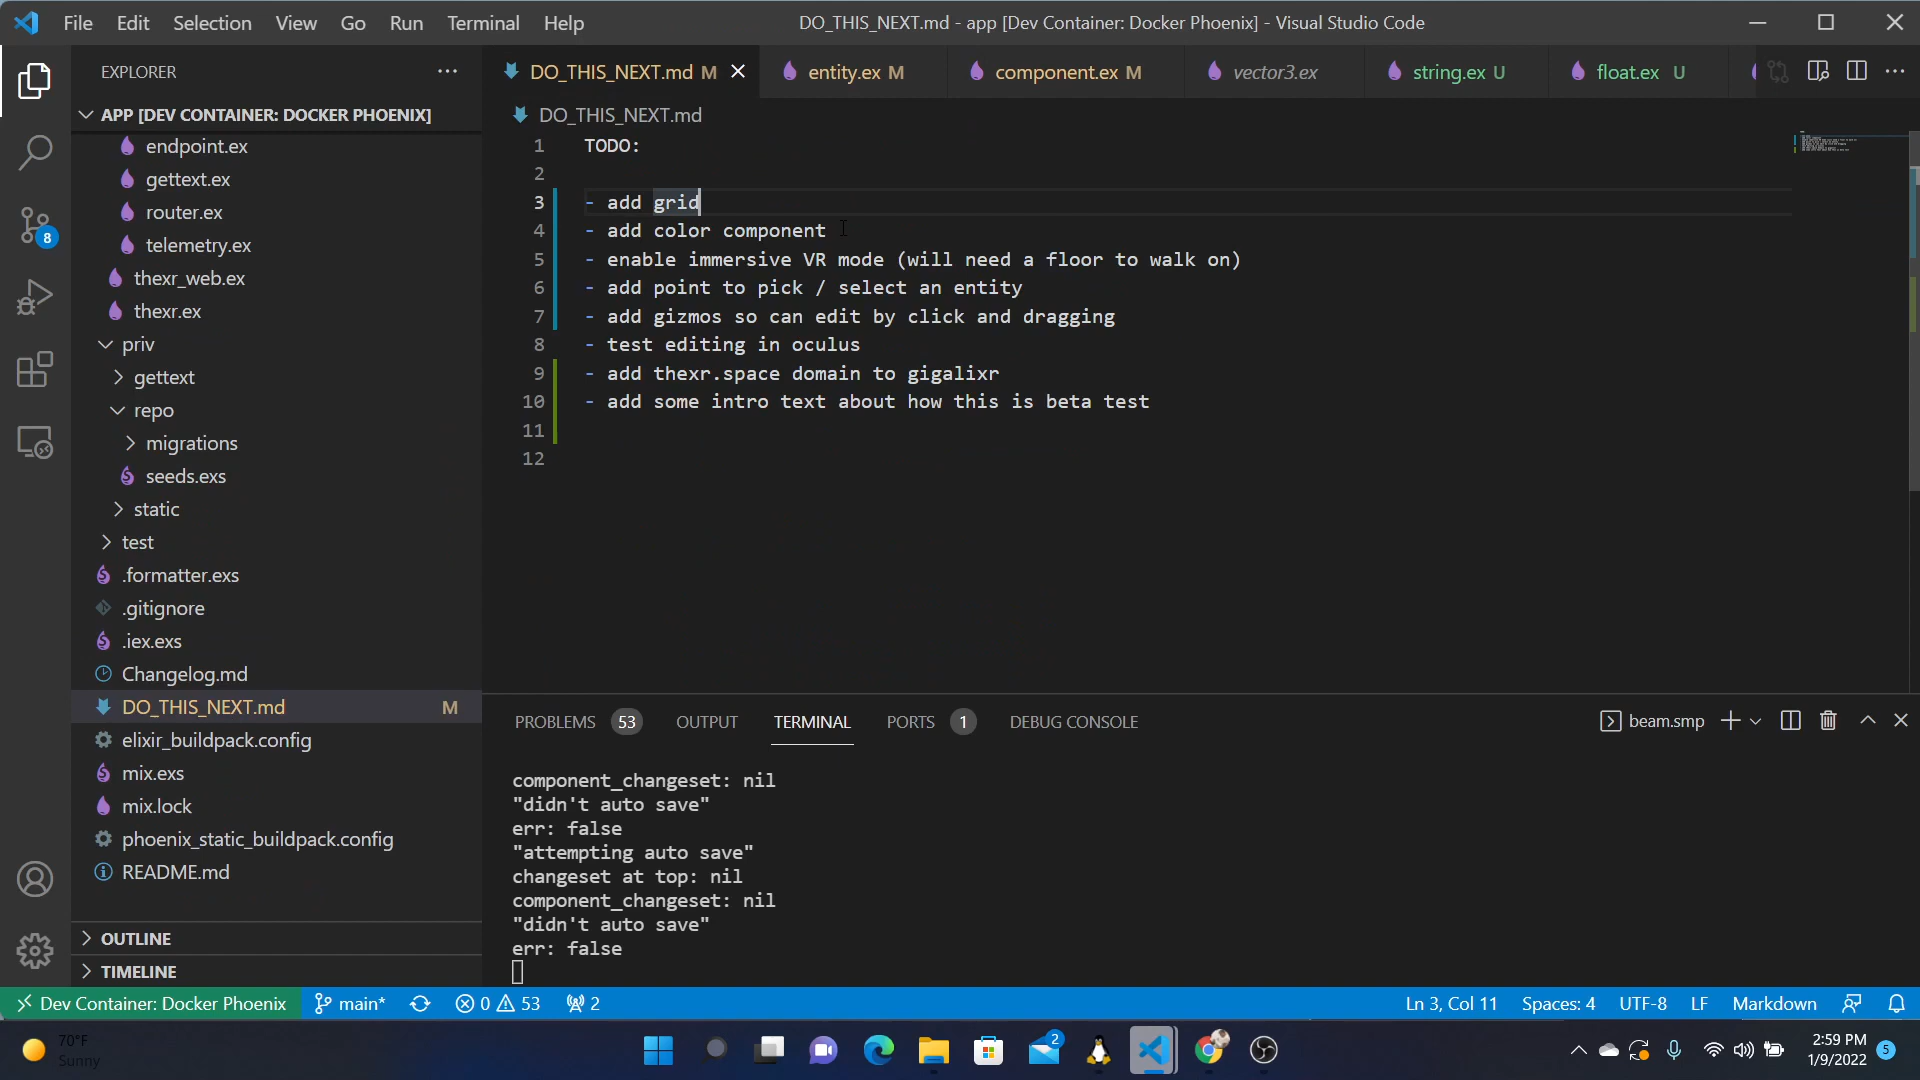 File Edit Selection View Go Run Terminal Help DO_THIS_NEXT.md - app [Dev Container: Docker Phoenix] - Visual Studio Code
EXPLORER
DO_THIS_NEXT.md M
entity.ex M
component.ex M
vector3.ex
string.ex U
float.ex U
APP [DEV CONTAINER: DOCKER PHOENIX]
endpoint.ex
gettext.ex
router.ex
telemetry.ex
thexr_web.ex
thexr.ex
priv
gettext
repo
migrations
seeds.exs
static
test
.formatter.exs
.gitignore
.iex.exs
Changelog.md
DO_THIS_NEXT.md M
elixir_buildpack.config
mix.exs
mix.lock
phoenix_static_buildpack.config
README.md
OUTLINE
TIMELINE
8
DO_THIS_NEXT.md
1 TODO:
2
3 - add grid
4 - add color component
5 - enable immersive VR mode (will need a floor to walk on)
6 - add point to pick / select an entity
7 - add gizmos so can edit by click and dragging
8 - test editing in oculus
9 - add thexr.space domain to gigalixr
10 - add some intro text about how this is beta test
11
12
PROBLEMS 53 OUTPUT TERMINAL PORTS 1 DEBUG CONSOLE
beam.smp
component_changeset: nil
"didn't auto save"
err: false
"attempting auto save"
changeset at top: nil
component_changeset: nil
"didn't auto save"
err: false
Dev Container: Docker Phoenix main* 0 53 2
Ln 3, Col 11 Spaces: 4 UTF-8 LF Markdown
70°F
Sunny
2
2:59 PM
1/9/2022
5